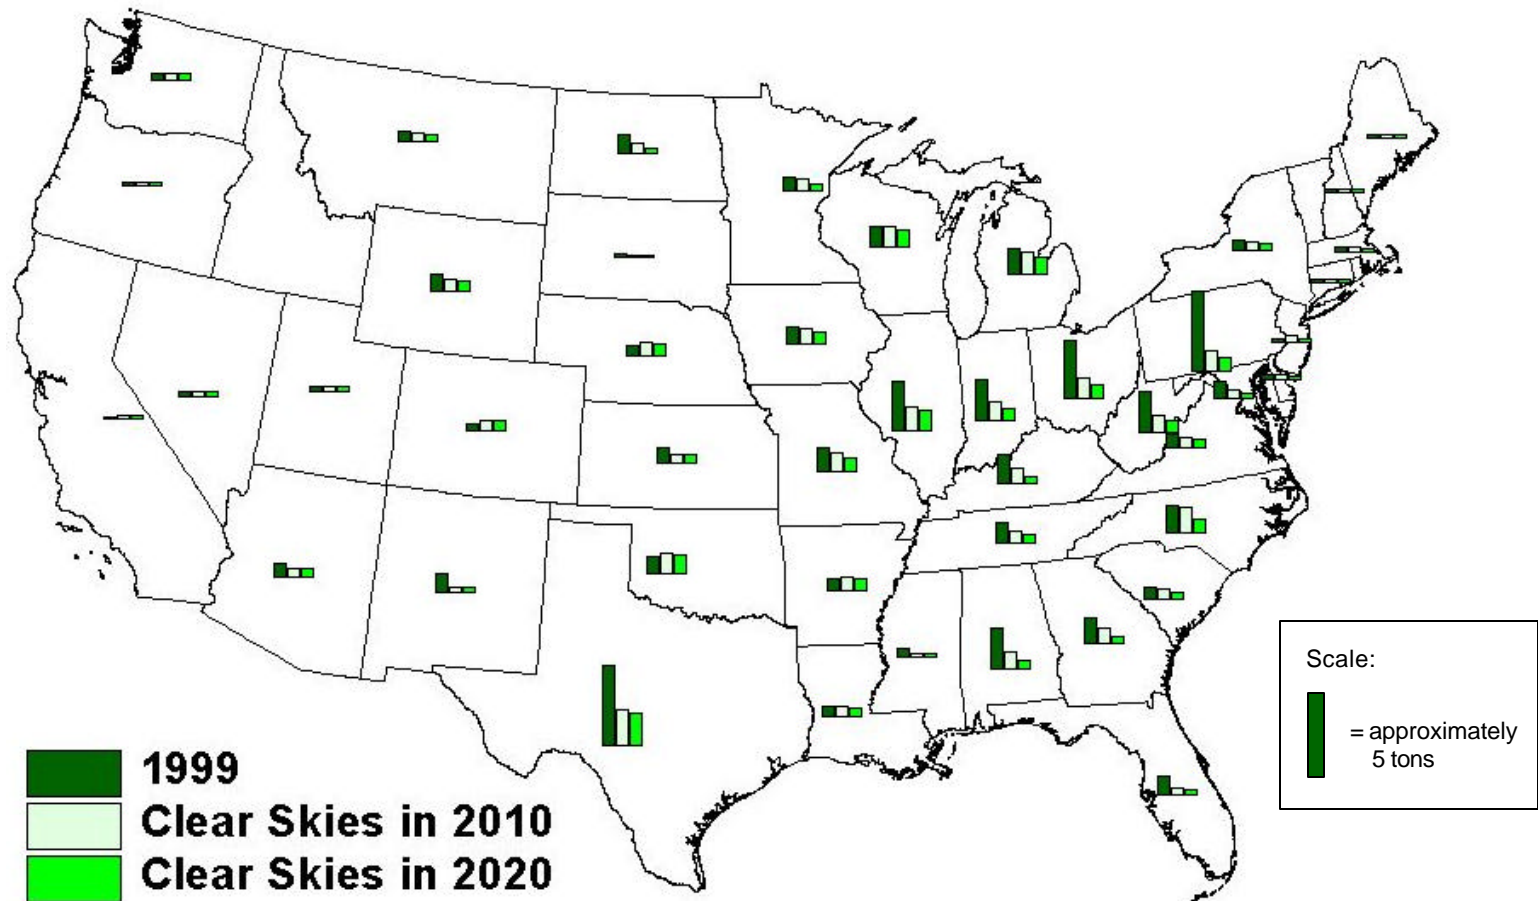 1999
Clear Skies in 2010
Clear Skies in 2020
Scale:
= approximately
5 tons